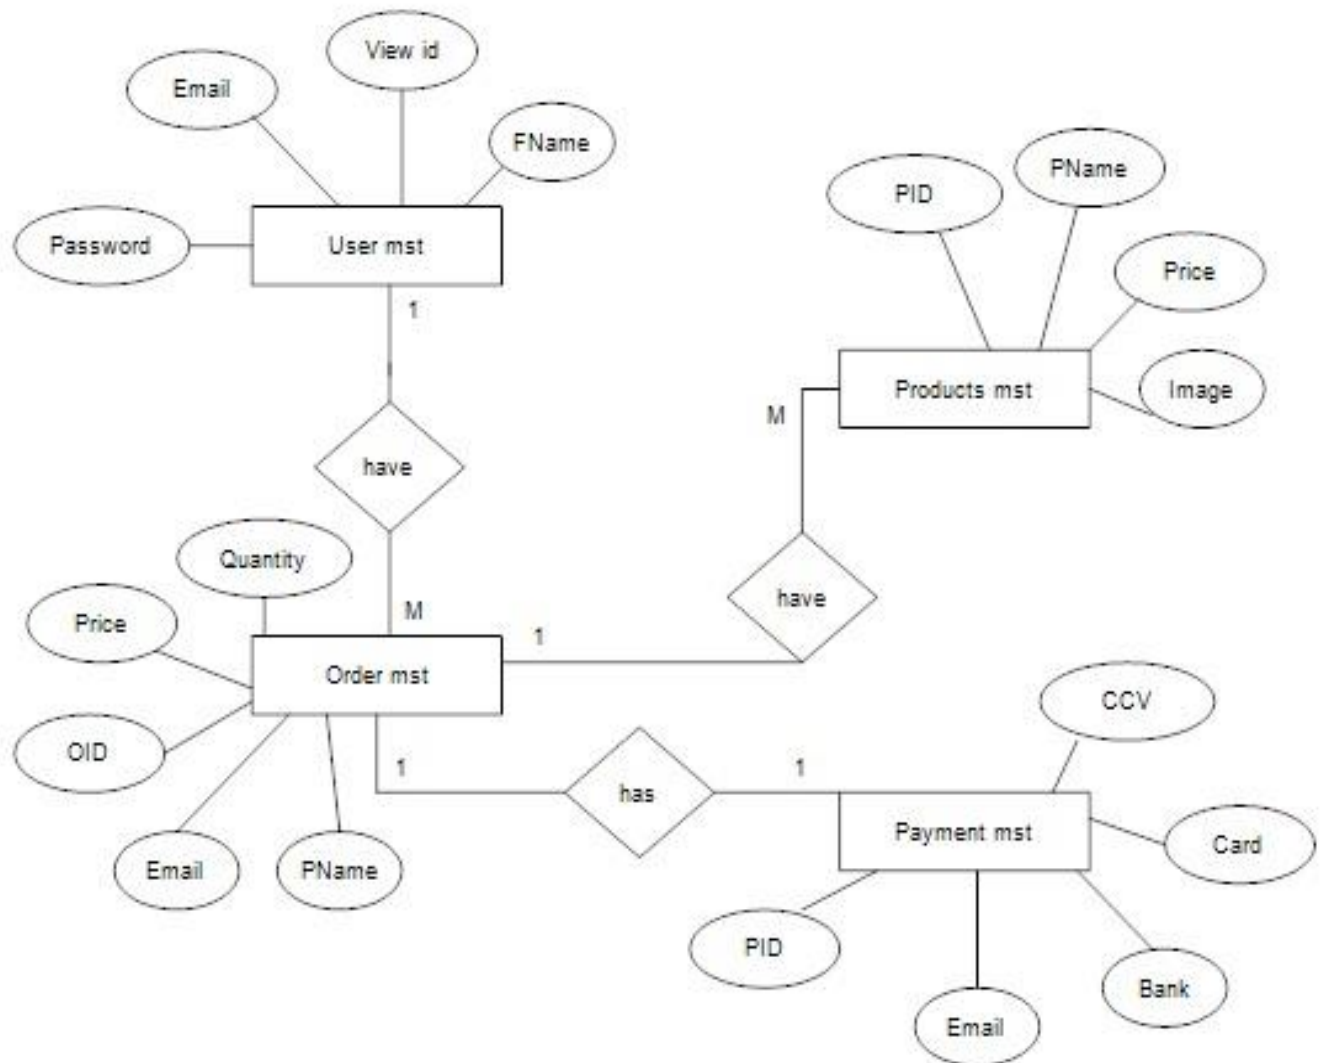 View id
Email
FName
Password
User mst
1
have
M
PID
PName
Price
Products mst
Image
M
have
1
Quantity
Price
Order mst
OID
Email
PName
1
has
1
CCV
Payment mst
Card
PID
Bank
Email